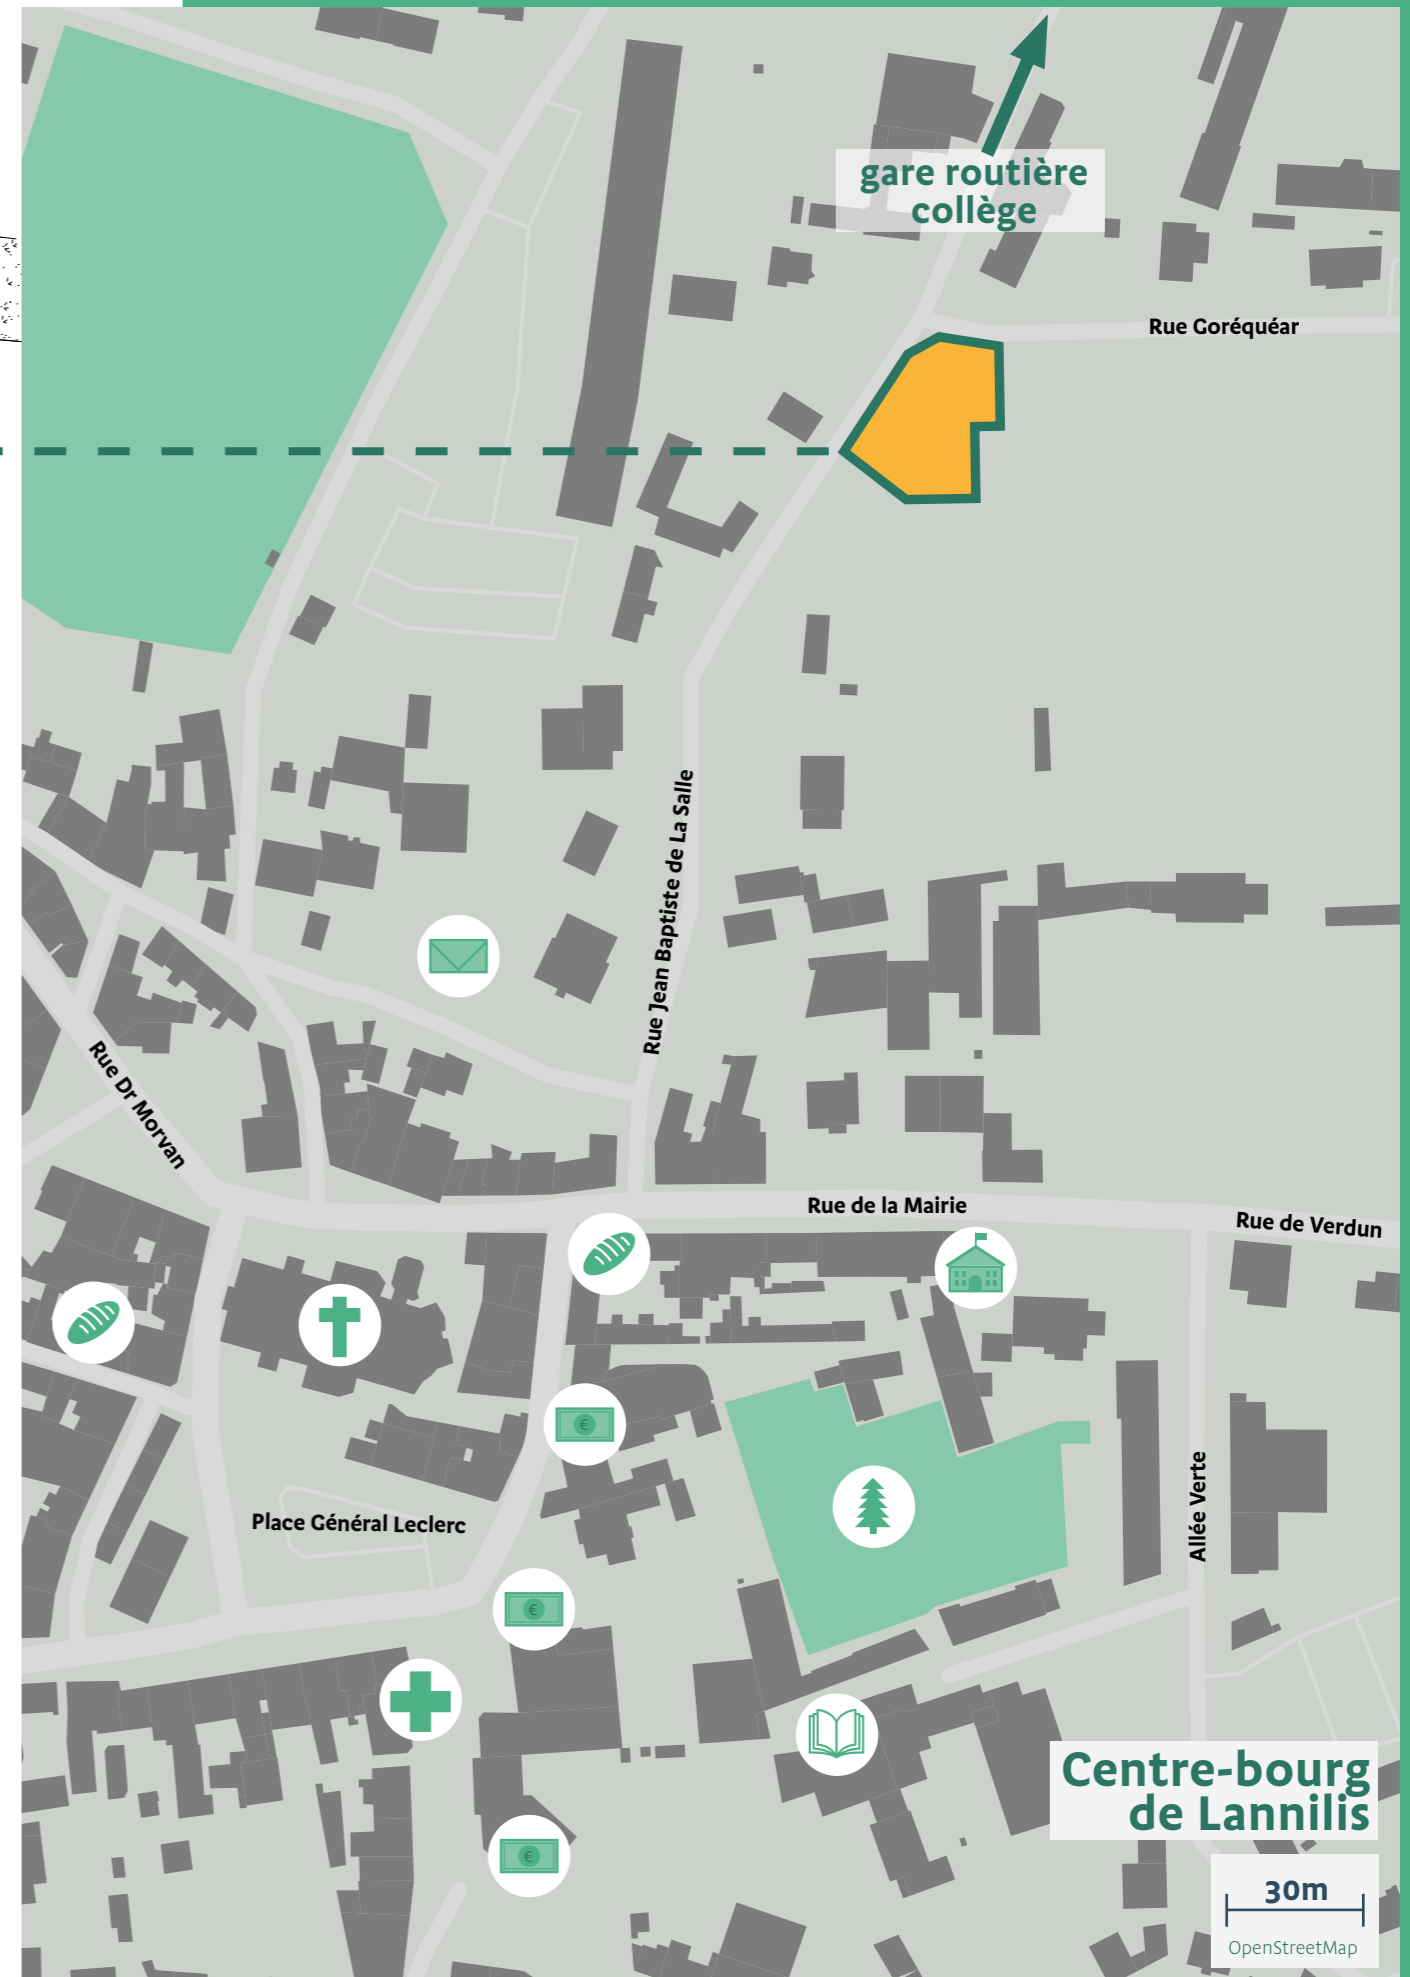 gare routière
collège
Rue Goréquéar
Rue Jean Baptiste de La Salle
Rue Dr Morvan
Rue de la Mairie
Rue de Verdun
€
Allée Verte
Place Général Leclerc
€
€
Centre-bourg
de Lannilis
30m
OpenStreetMap